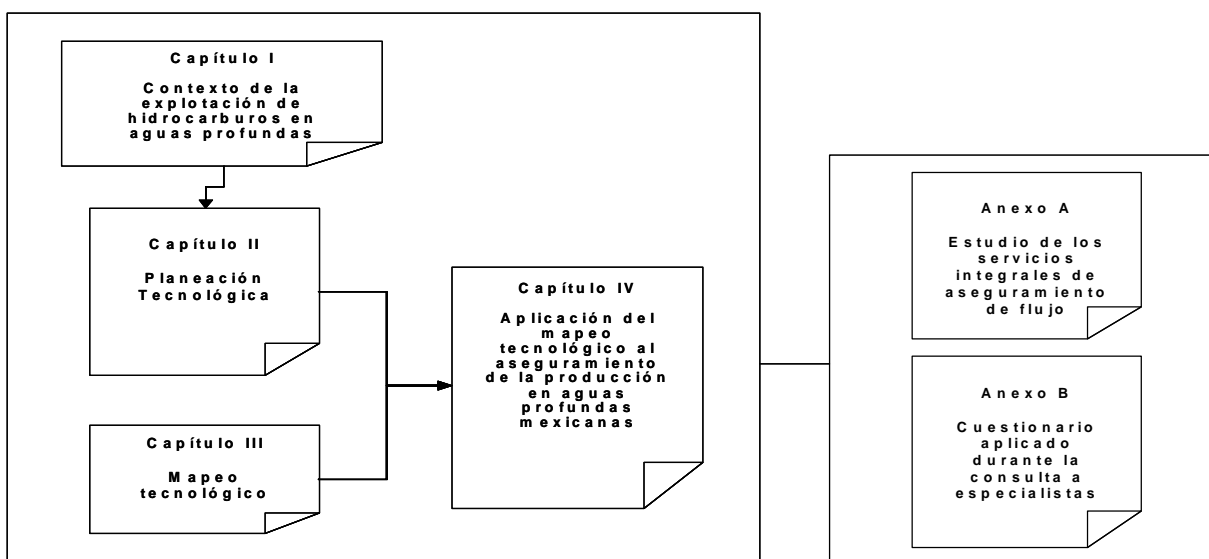 Capítulo I
Contexto de la
explotación de
hidrocarburos en
aguas profundas
Capítulo II
Planeación
Tecnológica
Capítulo III
Mapeo
tecnológico
Capítulo IV
Aplicación del
mapeo
tecnológico al
aseguramiento
de la producción
en aguas
profundas
mexicanas
Anexo A
Estudio de los
servicios
integrales de
aseguramiento
de flujo
Anexo B
Cuestionario
aplicado
durante la
consulta a
especialistas